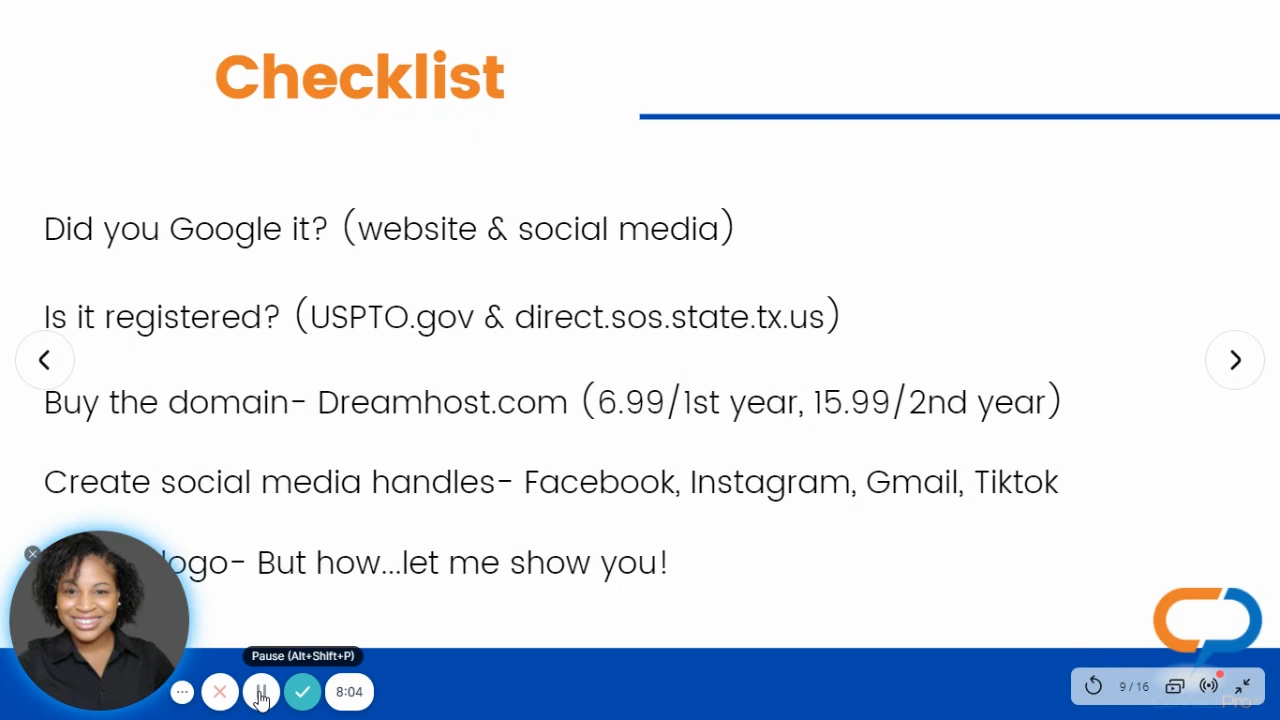 Checklist
Did you Google it? (website & social media)
Is it registered? (USPTO.gov & direct.sos.state.tx.us)
Buy the domain- Dreamhost.com (6.99/1st year, 15.99/2nd year)
Create social media handles- Facebook, Instagram, Gmail, Tiktok
logo- But how...let me show you!
Pause (Alt+Shift+P)
8:04
9 / 16
Pro